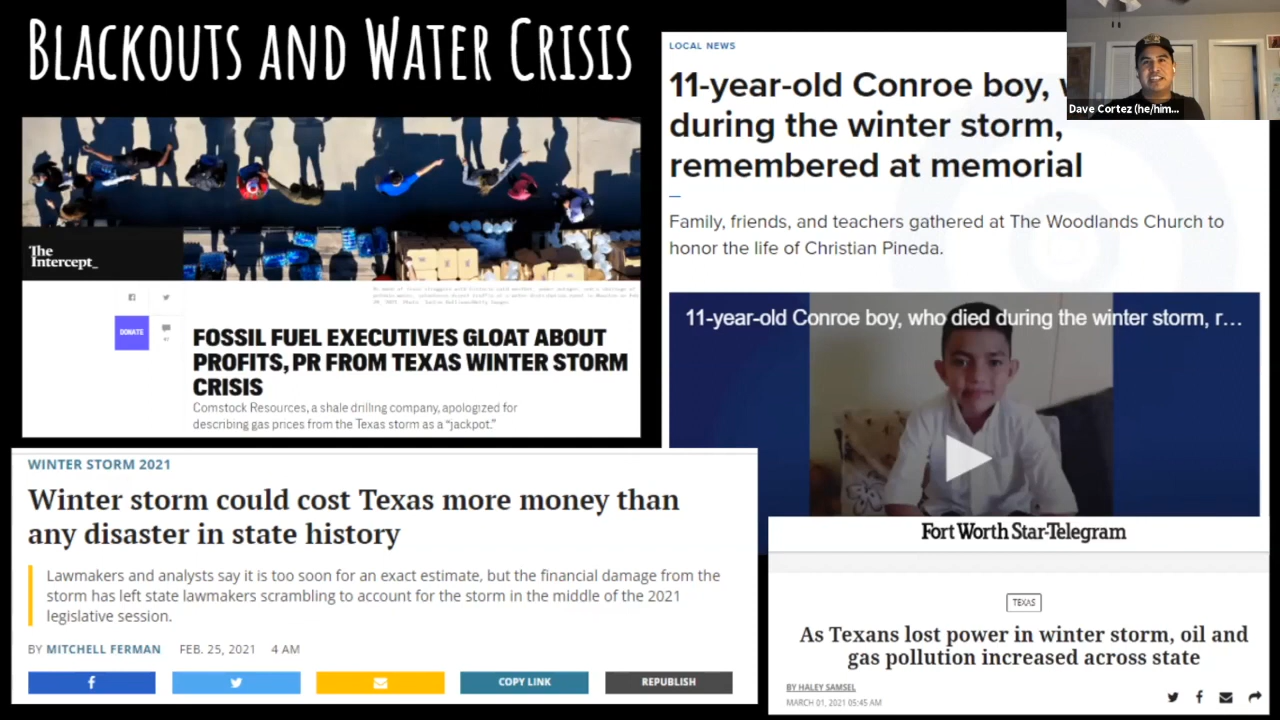 BLACKOUTS AND WATER CRISIS
The
Intercept_
DONATE
FOSSIL FUEL EXECUTIVES GLOAT ABOUT
PROFITS, PR FROM TEXAS WINTER STORM
CRISIS
Comstock Resources, a shale drilling company, apologized for
describing gas prices from the Texas storm as a “jackpot.”
WINTER STORM 2021
Winter storm could cost Texas more money than
any disaster in state history
Lawmakers and analysts say it is too soon for an exact estimate, but the financial damage from the
storm has left state lawmakers scrambling to account for the storm in the middle of the 2021
legislative session.
BY MITCHELL FERMAN FEB. 25, 2021 4 AM
COPY LINK
REPUBLISH
LOCAL NEWS
11-year-old Conroe boy,
during the winter storm,
remembered at memorial
Family, friends, and teachers gathered at The Woodlands Church to
honor the life of Christian Pineda.
11-year-old Conroe boy, who died during the winter storm, r...
Fort Worth Star-Telegram
TEXAS
As Texans lost power in winter storm, oil and
gas pollution increased across state
BY HALEY SAMSEL
MARCH 01, 2021 05:45 AM
Dave Cortez (he/him...